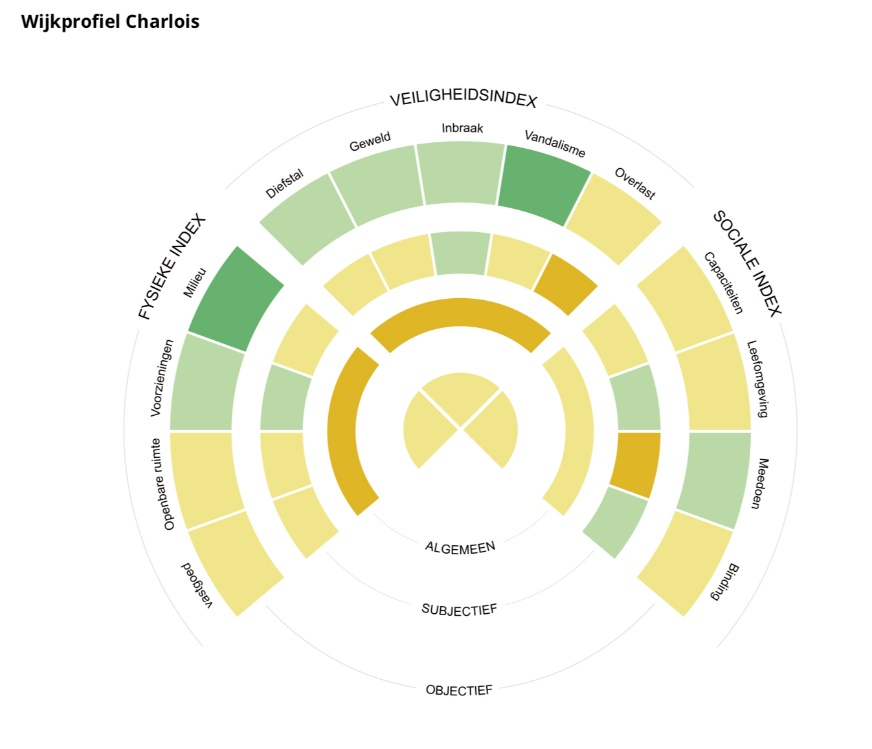 Wijkprofiel Charlois
VEILIGHEIDSINDEX
Diefstal
Geweld
Inbraak
Vandalisme
Overlast
FYSIEKE INDEX
Milieu
Voorzieningen
Openbare ruimte
vastgoed
SOCIALE INDEX
Capaciteiten
Leefomgeving
Meedoen
Binding
ALGEMEEN
SUBJECTIEF
OBJECTIEF